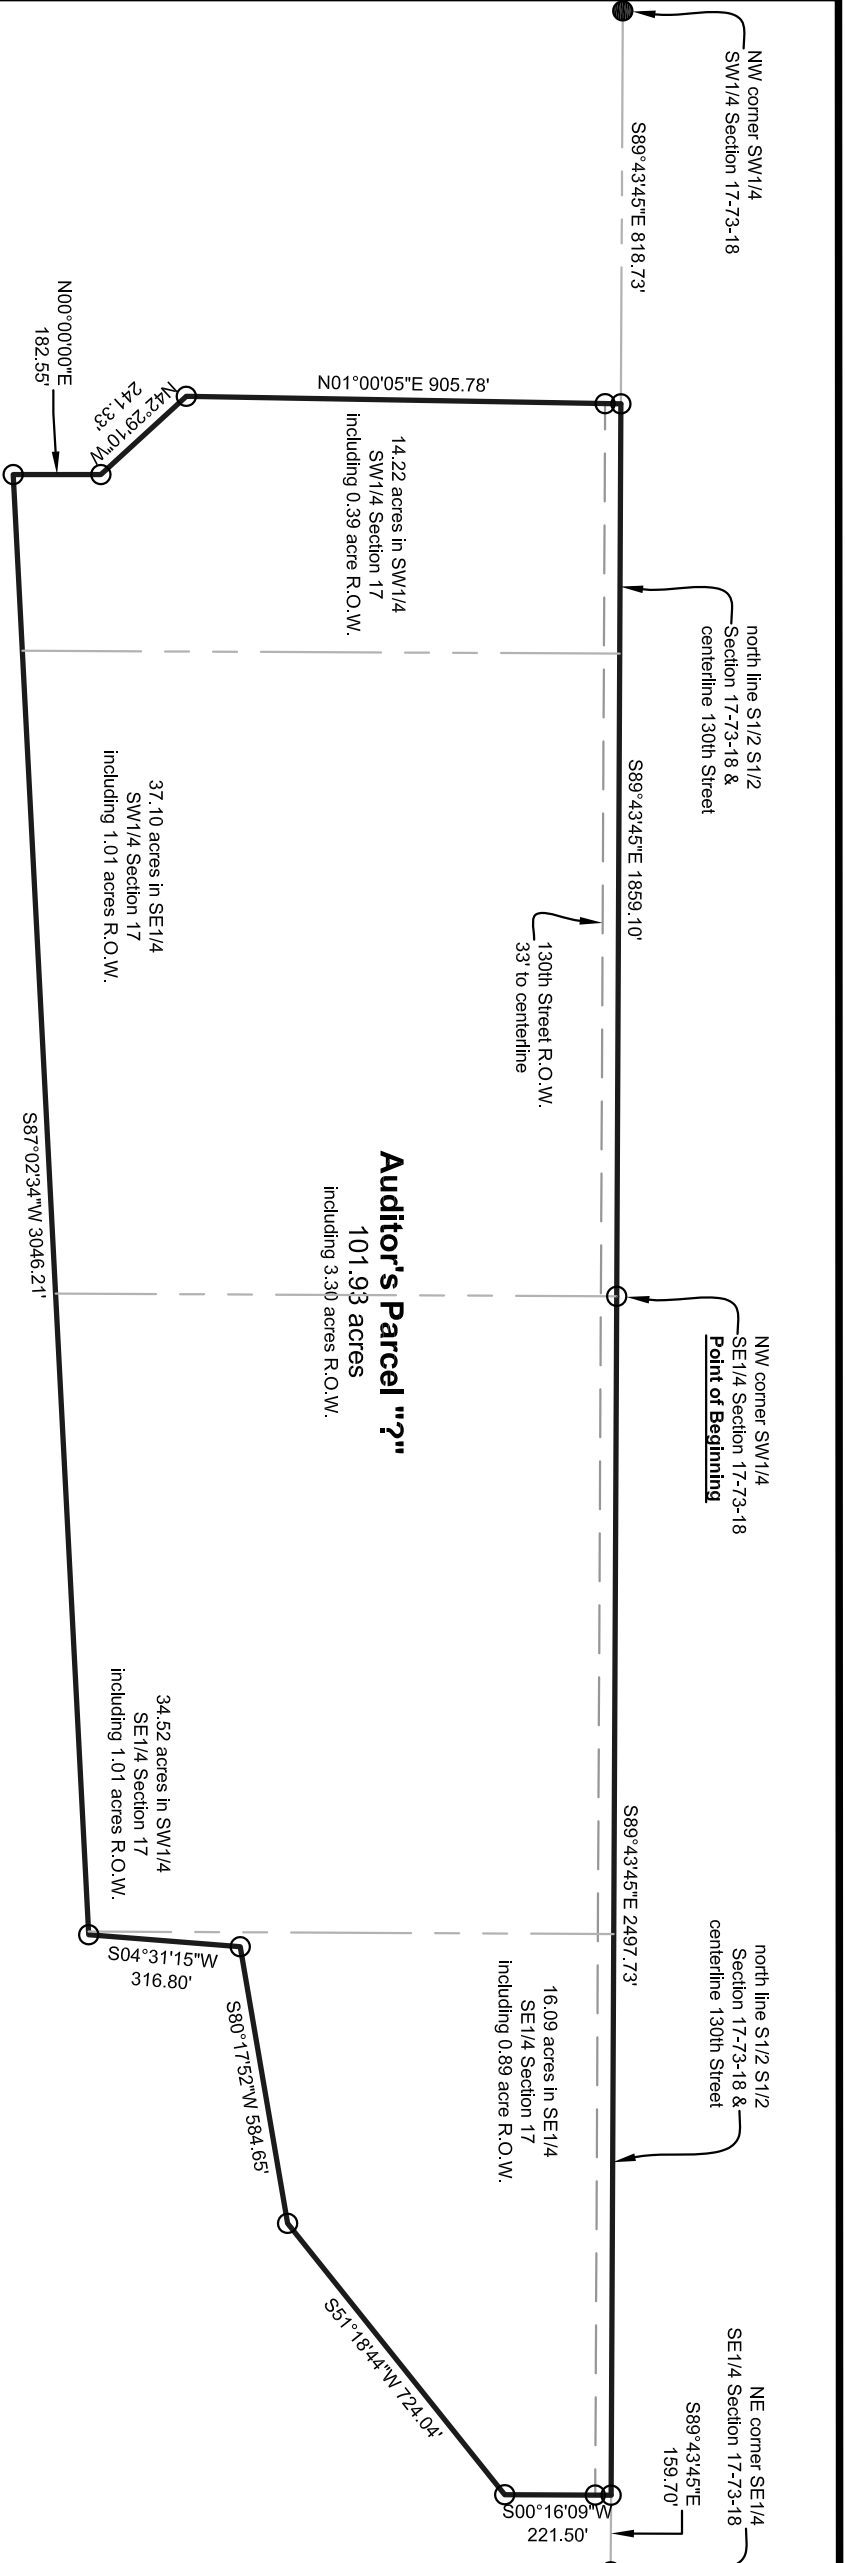 NW corner SW1/4
SW1/4 Section 17-73-18
S89°43'45"E 818.73'
north line S1/2 S1/2
Section 17-73-18 &
centerline 130th Street
S89°43'45"E 1859.10'
130th Street R.O.W.
33' to centerline
NW corner SW1/4
SE1/4 Section 17-73-18
Point of Beginning
north line S1/2 S1/2
Section 17-73-18 &
centerline 130th Street
S89°43'45"E 2497.73'
NE corner SE1/4
SE1/4 Section 17-73-18
S89°43'45"E
159.70'
N01°00'05"E 905.78'
14.22 acres in SW1/4
SW1/4 Section 17
including 0.39 acre R.O.W.
N42°29'10"W
241.33'
N00°00'00"E
182.55'
37.10 acres in SE1/4
SW1/4 Section 17
including 1.01 acres R.O.W.
Auditor's Parcel "?"
101.93 acres
including 3.30 acres R.O.W.
34.52 acres in SW1/4
SE1/4 Section 17
including 1.01 acres R.O.W.
16.09 acres in SE1/4
SE1/4 Section 17
including 0.89 acre R.O.W.
S87°02'34"W 3046.21'
S04°31'15"W
316.80'
S80°17'52"W 584.65'
S51°18'44"W 724.04'
S00°16'09"W
221.50'